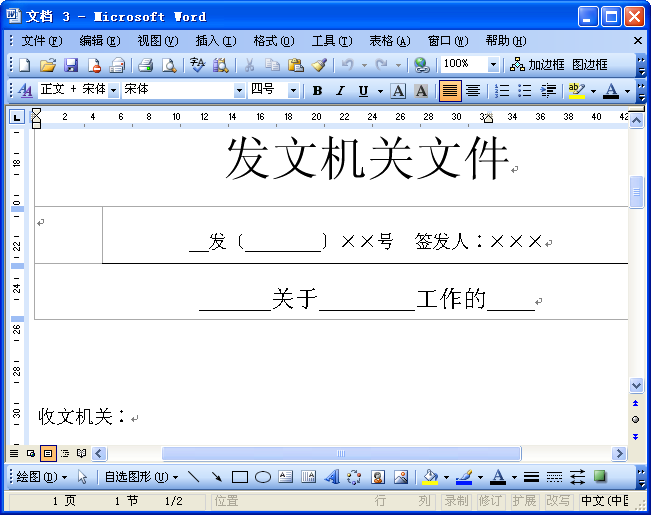 文档 3 - Microsoft Word
文件(F) 编辑(E) 视图(V) 插入(I) 格式(O) 工具(T) 表格(A) 窗口(W) 帮助(H)
100% 加边框 图边框
正文 + 宋体 宋体 四号 B I U A A A
L 2 4 6 8 10 12 14 16 18 20 22 24 26 28 30 32 34 36 38 40 42
18
0
22
26
28
30
发文机关文件
__发〔________〕××号 签发人：×××
______关于________工作的____
收文机关：
绘图(D) 自选图形(U) A A
1 页 1 节 1/2 位置 行 列 录制 修订 扩展 改写 中文(中国